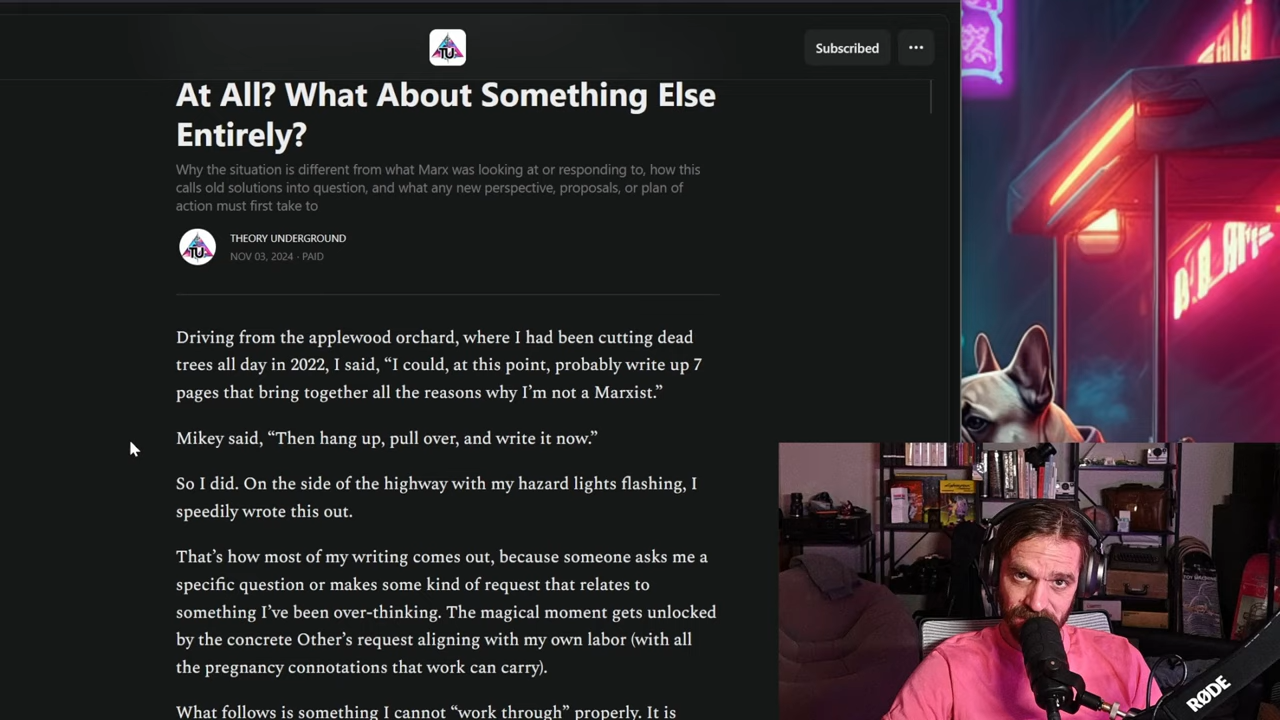 Subscribed
At All? What About Something Else
Entirely?
Why the situation is different from what Marx was looking at or responding to, how this
calls old solutions into question, and what any new perspective, proposals, or plan of
action must first take to
TU
THEORY UNDERGROUND
NOV 03, 2024 · PAID
Driving from the applewood orchard, where I had been cutting dead
trees all day in 2022, I said, “I could, at this point, probably write up 7
pages that bring together all the reasons why I’m not a Marxist.”
Mikey said, “Then hang up, pull over, and write it now.”
So I did. On the side of the highway with my hazard lights flashing, I
speedily wrote this out.
That’s how most of my writing comes out, because someone asks me a
specific question or makes some kind of request that relates to
something I’ve been over-thinking. The magical moment gets unlocked
by the concrete Other’s request aligning with my own labor (with all
the pregnancy connotations that work can carry).
What follows is something I cannot “work through” properly. It is
RØDE